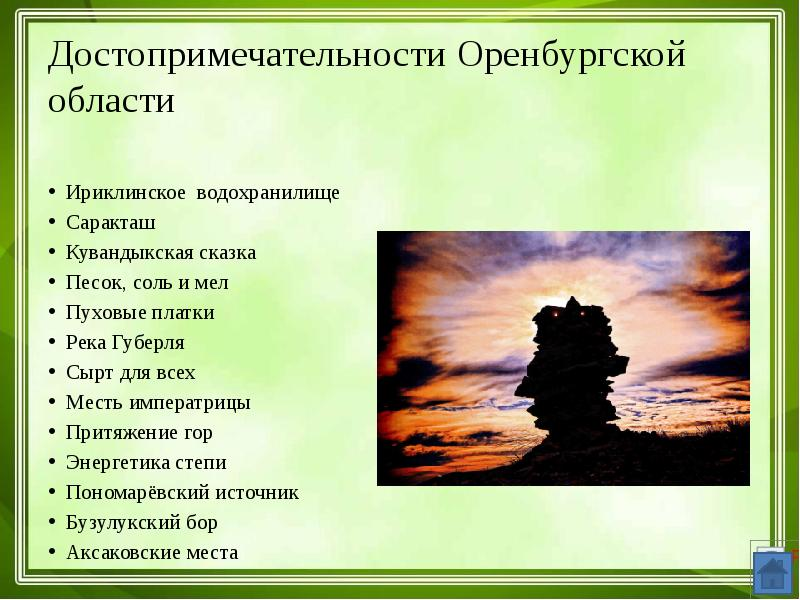 Достопримечательности Оренбургской
области
• Ириклинское водохранилище
• Саракташ
• Кувандыкская сказка
• Песок, соль и мел
• Пуховые платки
• Река Губерля
• Сырт для всех
• Месть императрицы
• Притяжение гор
• Энергетика степи
• Пономарёвский источник
• Бузулукский бор
• Аксаковские места